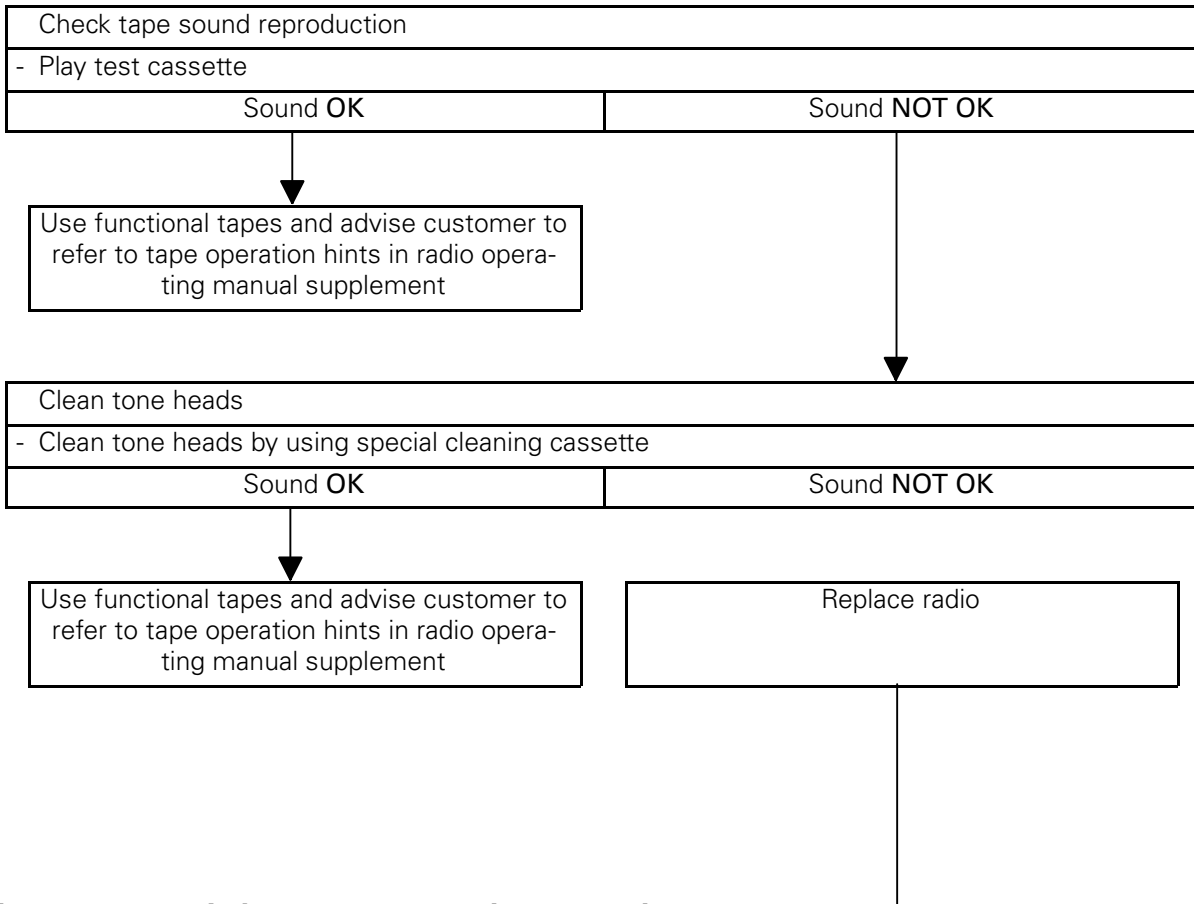 Check tape sound reproduction
- Play test cassette
Sound OK
Sound NOT OK
Use functional tapes and advise customer to
refer to tape operation hints in radio opera-
ting manual supplement
Clean tone heads
- Clean tone heads by using special cleaning cassette
Sound OK
Sound NOT OK
Use functional tapes and advise customer to
refer to tape operation hints in radio opera-
ting manual supplement
Replace radio